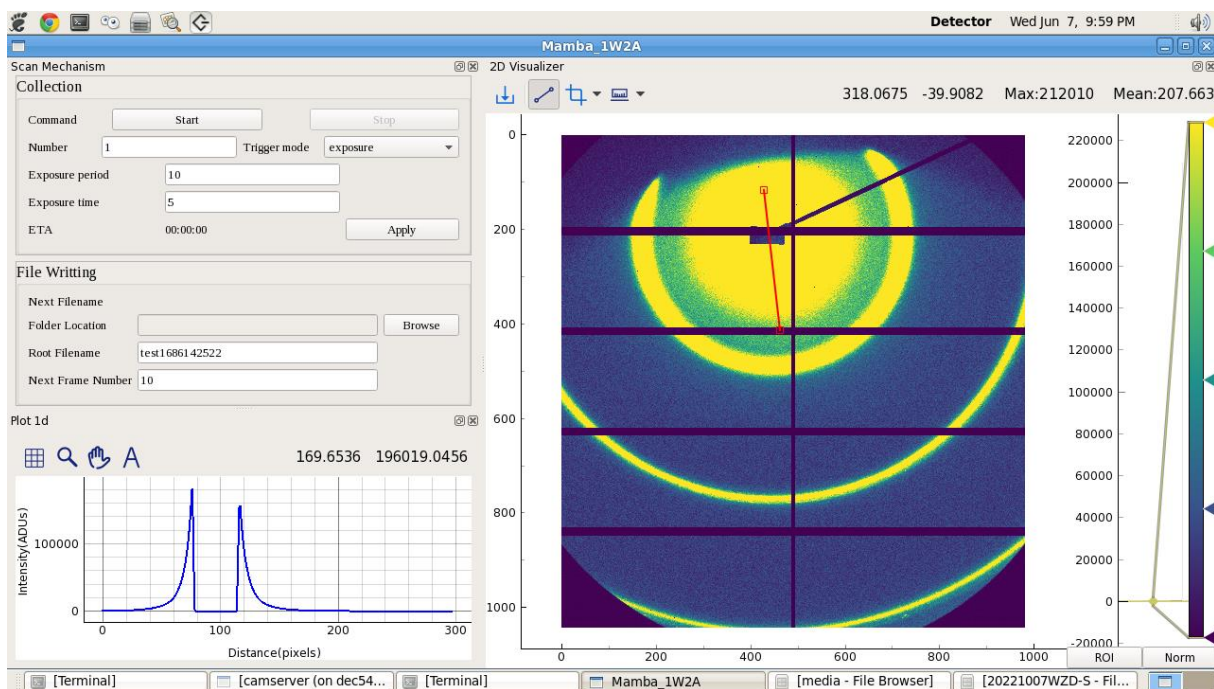 Detector Wed Jun 7, 9:59 PM
Mamba_1W2A
Scan Mechanism
Collection
Command Start Stop
Number 1 Trigger mode exposure
Exposure period 10
Exposure time 5
ETA 00:00:00 Apply
File Writting
Next Filename
Folder Location Browse
Root Filename test1686142522
Next Frame Number 10
Plot 1d
A 169.6536 196019.0456
Intensity(ADUs)
100000
0
0 100 200 300
Distance(pixels)
2D Visualizer
318.0675 -39.9082 Max:212010 Mean:207.663
0
200
400
600
800
1000
0 200 400 600 800 1000
220000
200000
180000
160000
140000
120000
100000
80000
60000
40000
20000
0
-20000
ROI Norm
[Terminal] [camserver (on dec54... [Terminal] Mamba_1W2A [media - File Browser] [20221007WZD-S - Fil...